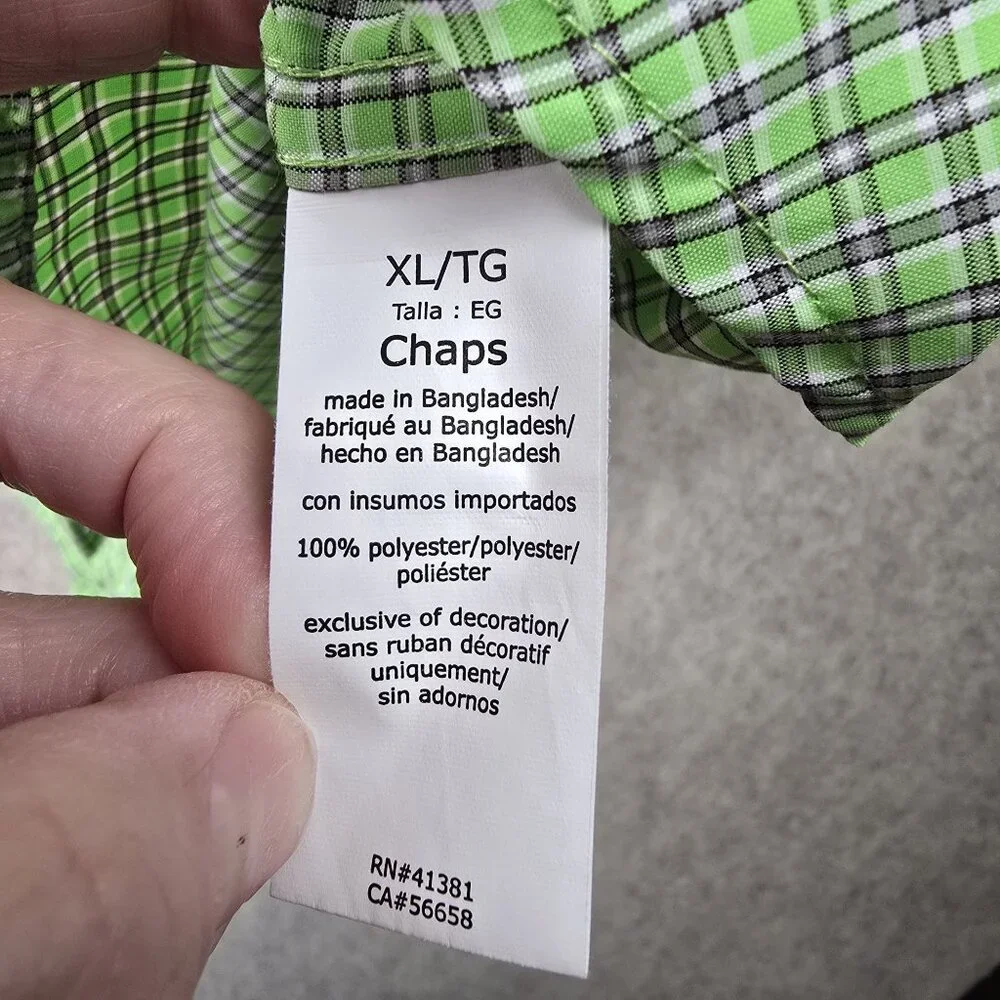 XL/TG
Talla : EG
Chaps
made in Bangladesh/
fabriqué au Bangladesh/
hecho en Bangladesh
con insumos importados
100% polyester/polyester/
poliéster
exclusive of decoration/
sans ruban décoratif
uniquement/
sin adornos
RN#41381
CA#56658